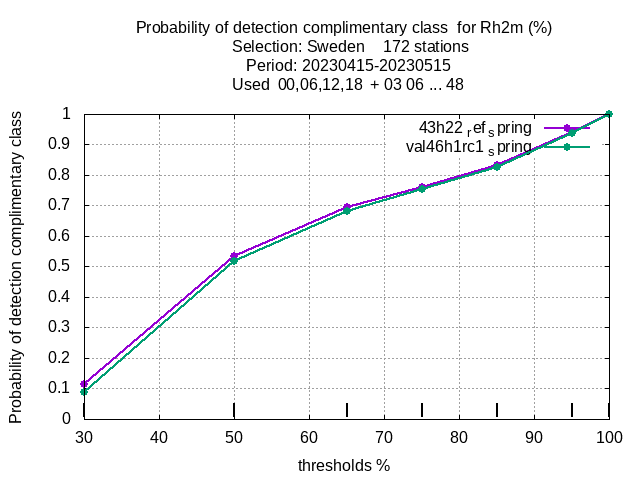 Probability of detection complimentary class  for Rh2m (%)
Selection: Sweden    172 stations
Period: 20230415-20230515
Used  00,06,12,18  + 03 06 ... 48
Probability of detection complimentary class
1
0.9
0.8
0.7
0.6
0.5
0.4
0.3
0.2
0.1
0
43h22 ref spring
val46h1rc1 spring
30 40 50 60 70 80 90 100
thresholds %